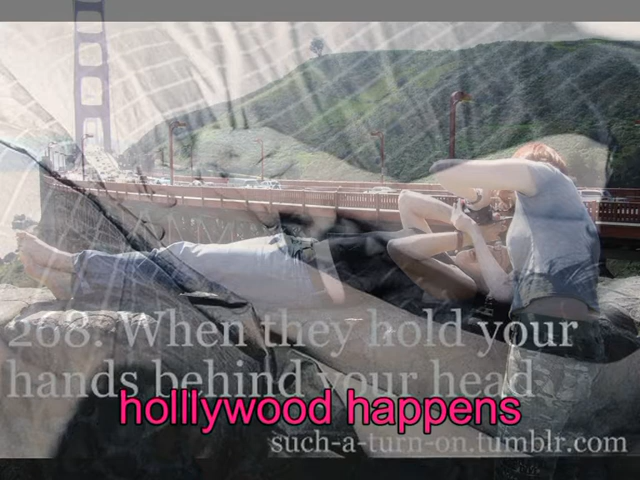 268. When they hold your
hands behind your head
holllywood happens
such-a-turn-on.tumblr.com